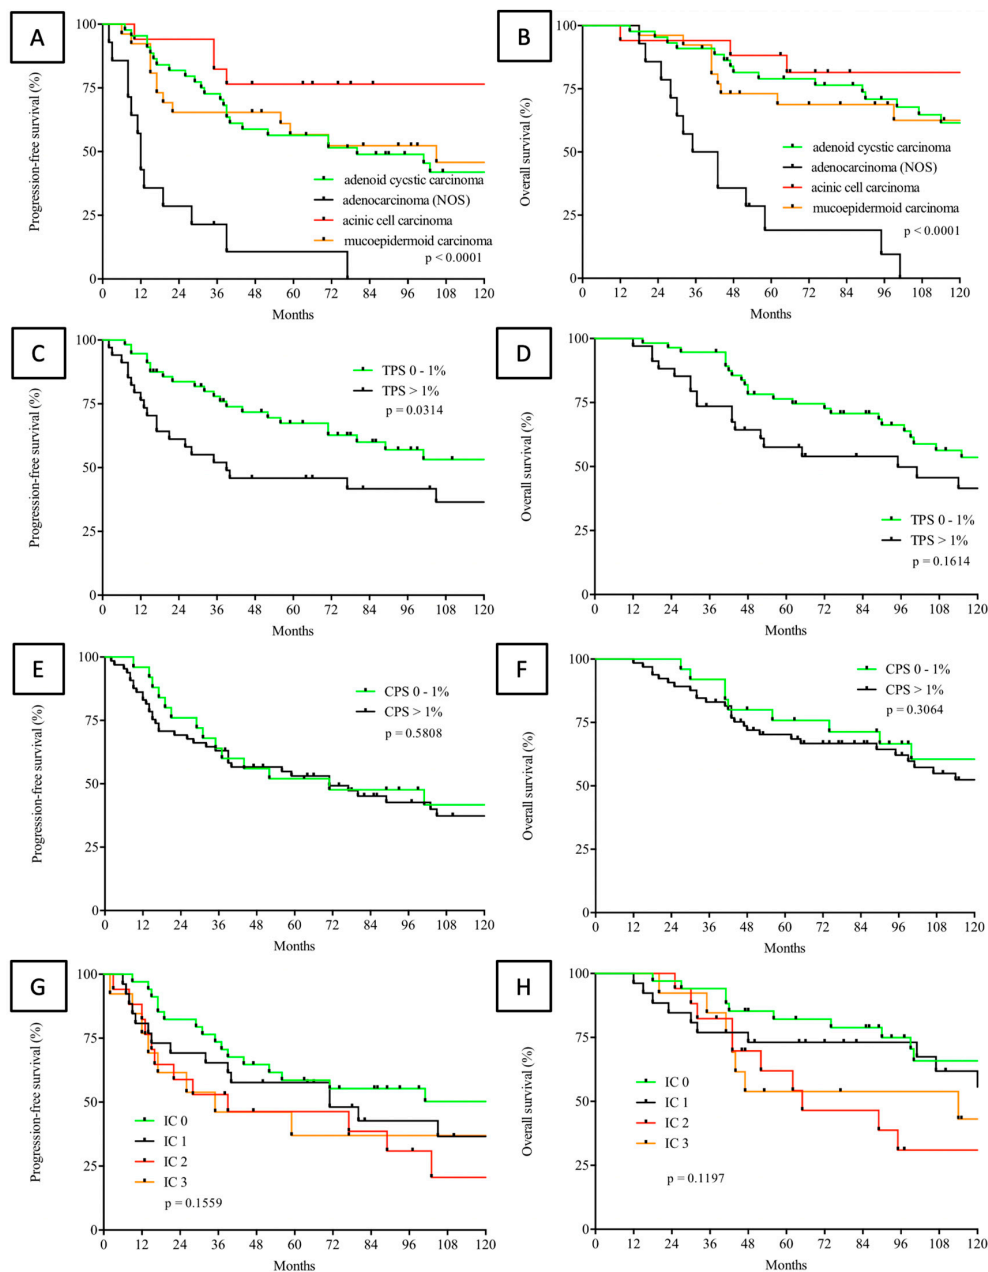 A
Progression-free survival (%)
100
75
50
25
0
adenoid cycstic carcinoma
adenocarcinoma (NOS)
acinic cell carcinoma
mucoepidermoid carcinoma
p < 0.0001
0 12 24 36 48 60 72 84 96 108 120
Months
B
Overall survival (%)
100
75
50
25
0
adenoid cycstic carcinoma
adenocarcinoma (NOS)
acinic cell carcinoma
mucoepidermoid carcinoma
p < 0.0001
0 12 24 36 48 60 72 84 96 108 120
Months
C
Progression-free survival (%)
100
75
50
25
0
TPS 0 - 1%
TPS > 1%
p = 0.0314
0 12 24 36 48 60 72 84 96 108 120
Months
D
Overall survival (%)
100
75
50
25
0
TPS 0 - 1%
TPS > 1%
p = 0.1614
0 12 24 36 48 60 72 84 96 108 120
Months
E
Progression-free survival (%)
100
75
50
25
0
CPS 0 - 1%
CPS > 1%
p = 0.5808
0 12 24 36 48 60 72 84 96 108 120
Months
F
Overall survival (%)
100
75
50
25
0
CPS 0 - 1%
CPS > 1%
p = 0.3064
0 12 24 36 48 60 72 84 96 108 120
Months
G
Progression-free survival (%)
100
75
50
25
0
IC 0
IC 1
IC 2
IC 3
p = 0.1559
0 12 24 36 48 60 72 84 96 108 120
Months
H
Overall survival (%)
100
75
50
25
0
IC 0
IC 1
IC 2
IC 3
p = 0.1197
0 12 24 36 48 60 72 84 96 108 120
Months